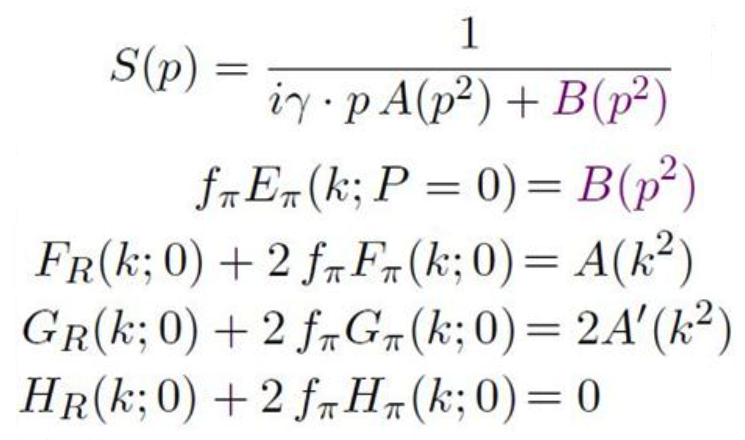 S(p) = 1 / (iγ · p A(p²) + B(p²))
f_π E_π(k; P = 0) = B(p²)
F_R(k; 0) + 2 f_π F_π(k; 0) = A(k²)
G_R(k; 0) + 2 f_π G_π(k; 0) = 2A′(k²)
H_R(k; 0) + 2 f_π H_π(k; 0) = 0